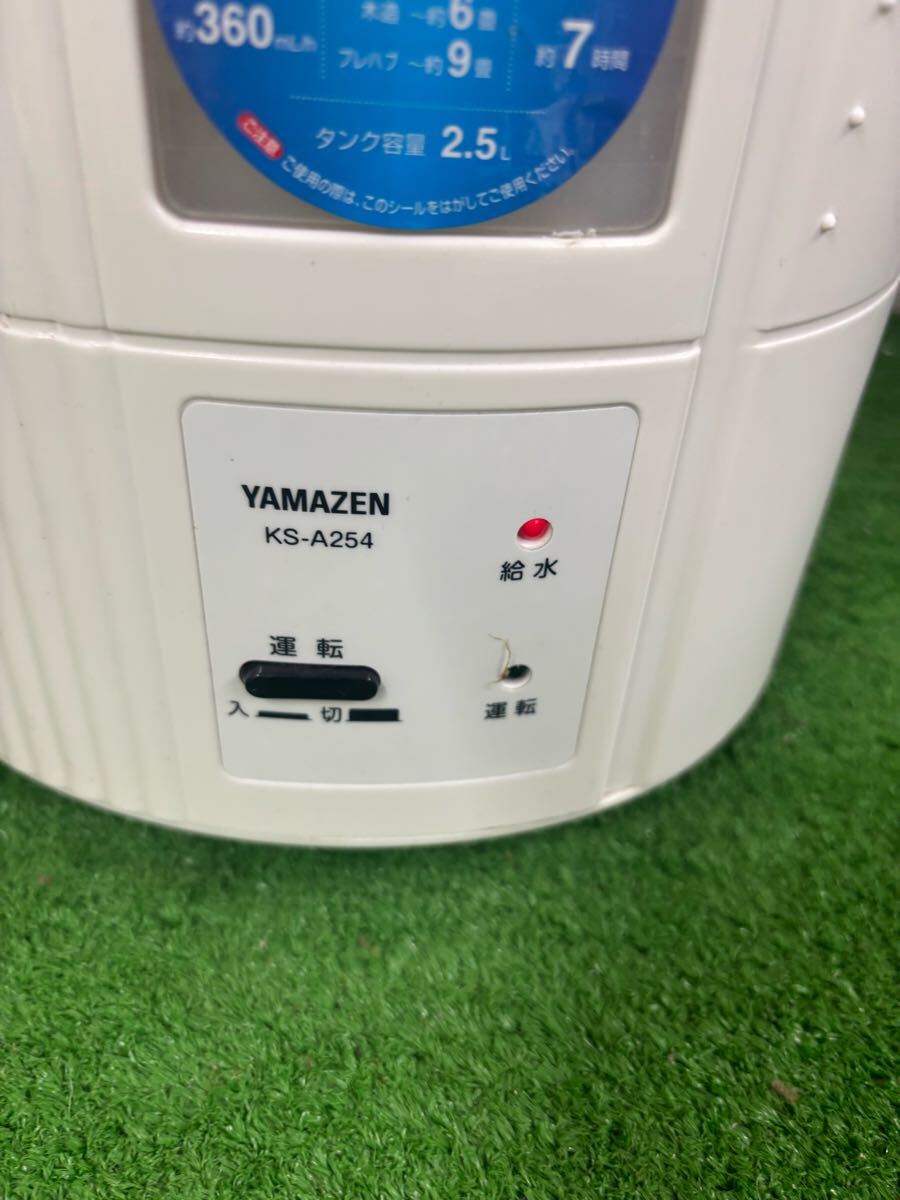 木造 ～約6畳
約360mL/h
プレハブ ～約9畳
約7時間
タンク容量 2.5L
ご注意 ご使用の際は、このシールをはがしてご使用ください。
YAMAZEN
KS-A254
給水
運転
入 切
運転